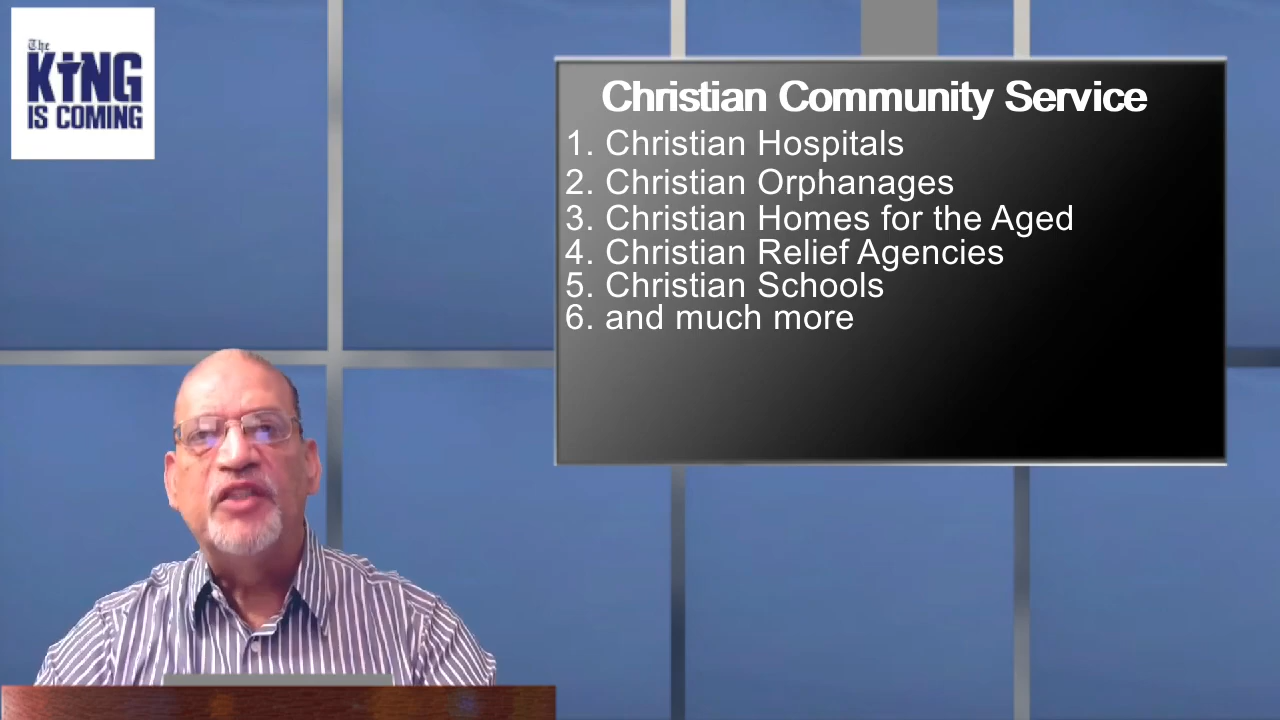 The
KING
IS COMING
Christian Community Service
1. Christian Hospitals
2. Christian Orphanages
3. Christian Homes for the Aged
4. Christian Relief Agencies
5. Christian Schools
6. and much more